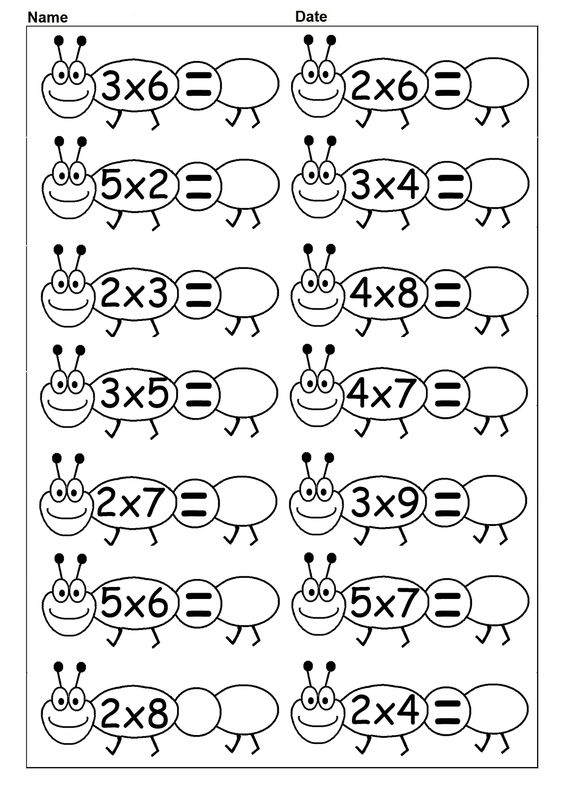 Name Date
3x6 = 2x6 =
5x2 = 3x4 =
2x3 = 4x8 =
3x5 = 4x7 =
2x7 = 3x9 =
5x6 = 5x7 =
2x8 2x4 =